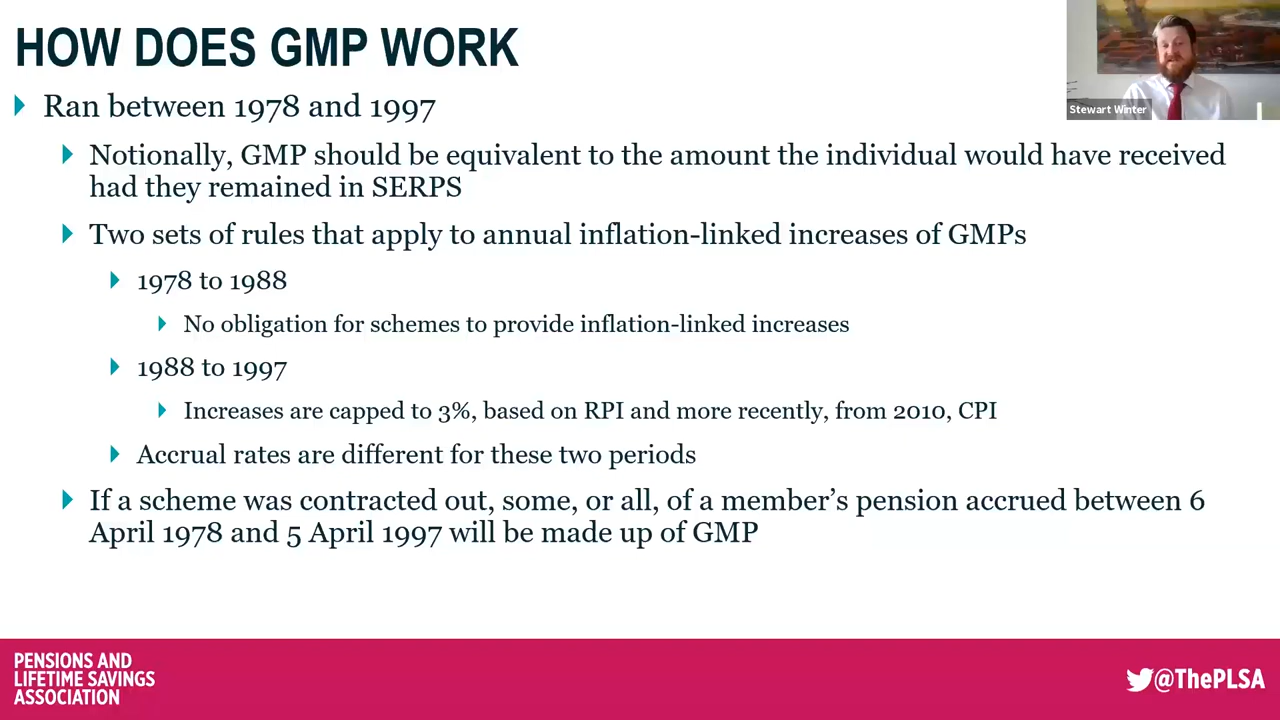 HOW DOES GMP WORK
Ran between 1978 and 1997
Notionally, GMP should be equivalent to the amount the individual would have received
had they remained in SERPS
Two sets of rules that apply to annual inflation-linked increases of GMPs
1978 to 1988
No obligation for schemes to provide inflation-linked increases
1988 to 1997
Increases are capped to 3%, based on RPI and more recently, from 2010, CPI
Accrual rates are different for these two periods
If a scheme was contracted out, some, or all, of a member’s pension accrued between 6
April 1978 and 5 April 1997 will be made up of GMP
Stewart Winter
PENSIONS AND
LIFETIME SAVINGS
ASSOCIATION
@ThePLSA